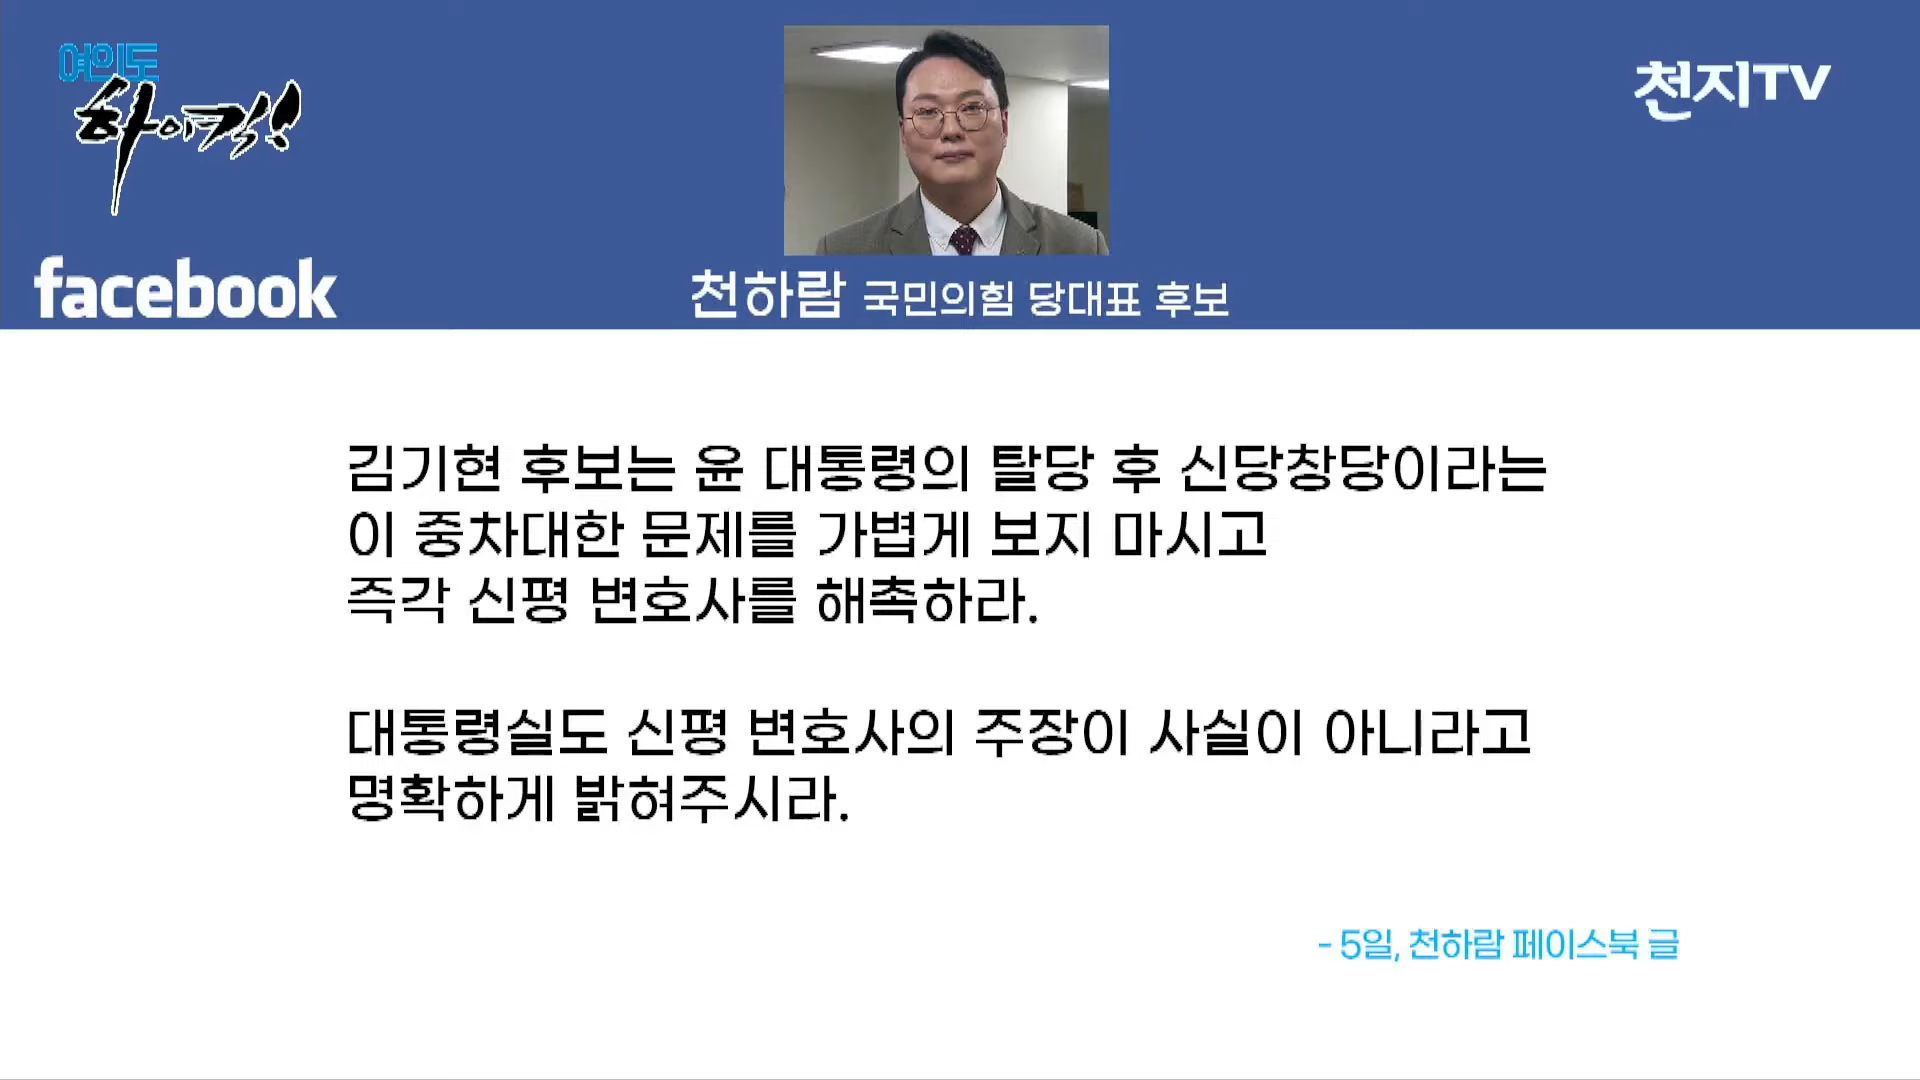 여의도
하이킥!
천지TV
facebook
천하람 국민의힘 당대표 후보
김기현 후보는 윤 대통령의 탈당 후 신당창당이라는
이 중차대한 문제를 가볍게 보지 마시고
즉각 신평 변호사를 해촉하라.
대통령실도 신평 변호사의 주장이 사실이 아니라고
명확하게 밝혀주시라.
- 5일, 천하람 페이스북 글